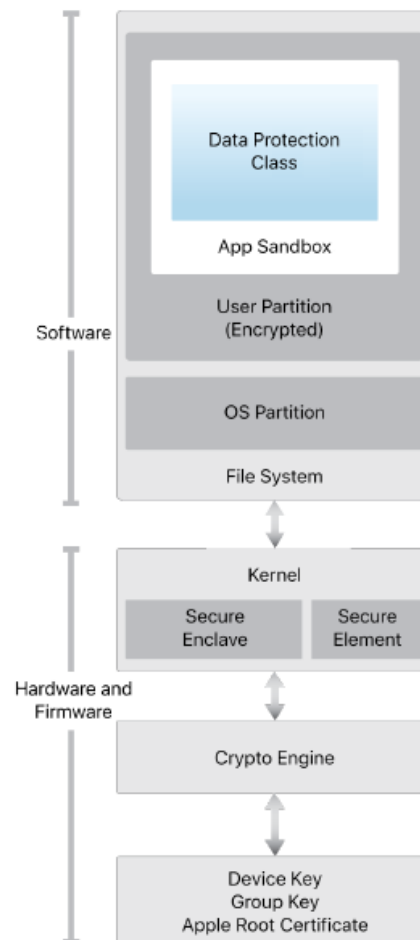 Data Protection
Class
App Sandbox
User Partition
(Encrypted)
Software
OS Partition
File System
Kernel
Secure
Enclave
Secure
Element
Hardware and
Firmware
Crypto Engine
Device Key
Group Key
Apple Root Certificate